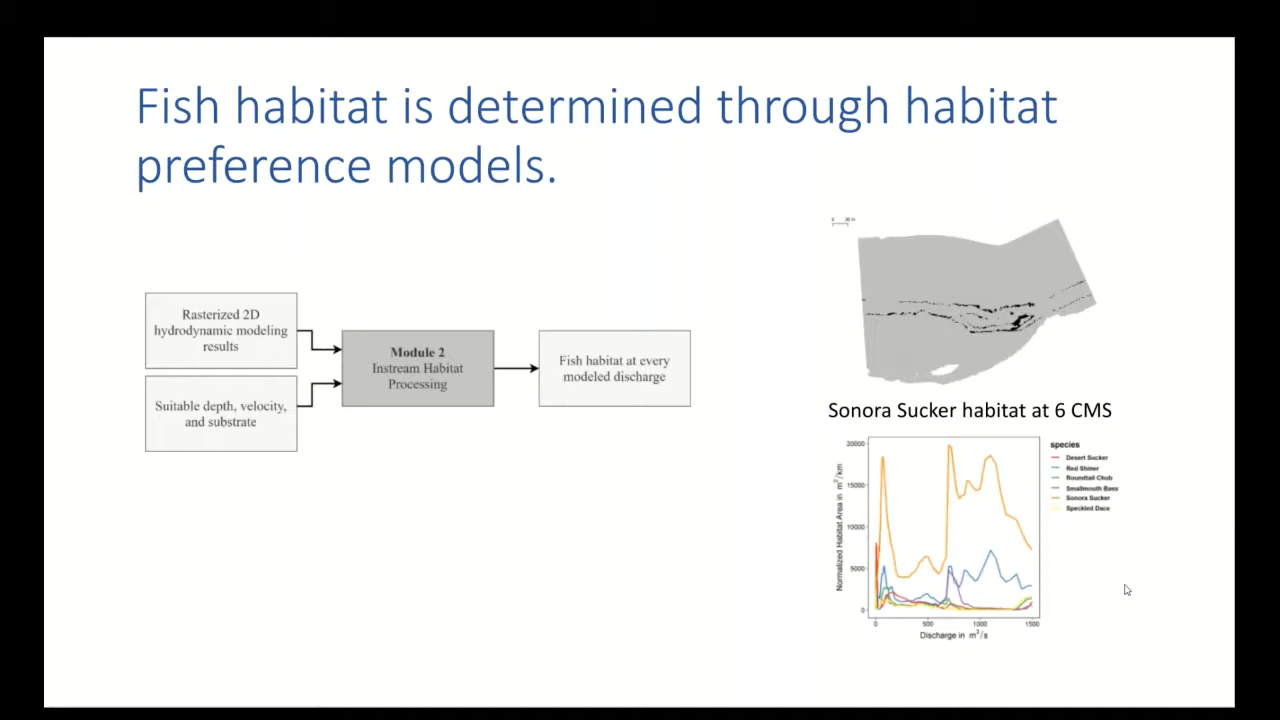 Fish habitat is determined through habitat
preference models.
Rasterized 2D
hydrodynamic modeling
results
Suitable depth, velocity,
and substrate
Module 2
Instream Habitat
Processing
Fish habitat at every
modeled discharge
Sonora Sucker habitat at 6 CMS
Normalized Habitat Area in m²/km
20000
15000
10000
5000
0
0 500 1000 1500
Discharge in m³/s
species
Desert Sucker
Red Shiner
Roundtail Chub
Smallmouth Bass
Sonora Sucker
Speckled Dace